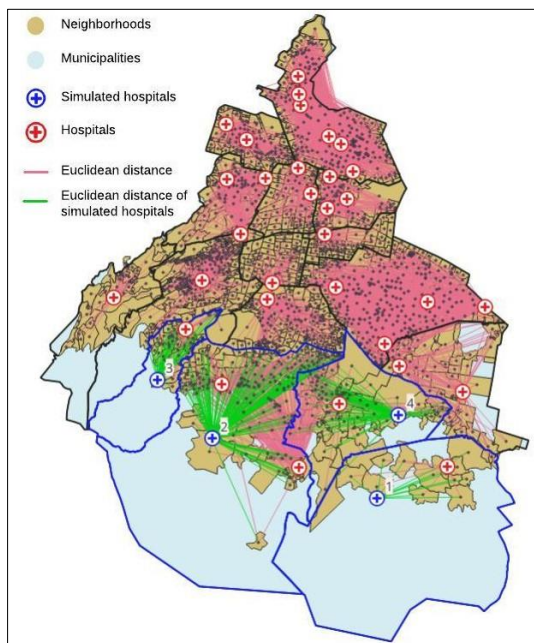 Neighborhoods
Municipalities
Simulated hospitals
Hospitals
Euclidean distance
Euclidean distance of
simulated hospitals
3
2
4
1